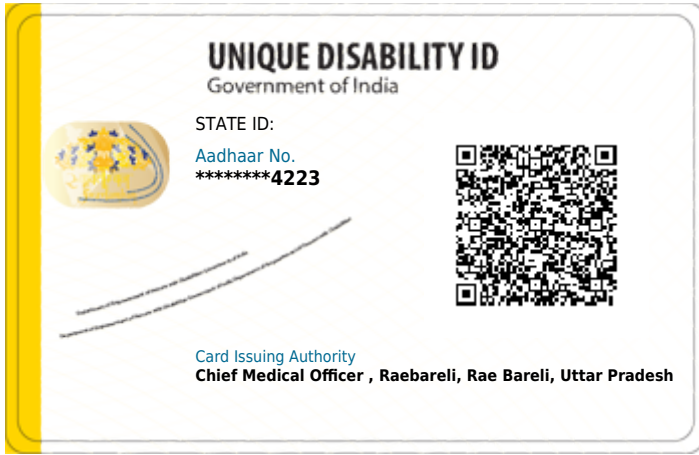 UNIQUE DISABILITY ID
Government of India
STATE ID:
Aadhaar No.
********4223
Card Issuing Authority
Chief Medical Officer , Raebareli, Rae Bareli, Uttar Pradesh